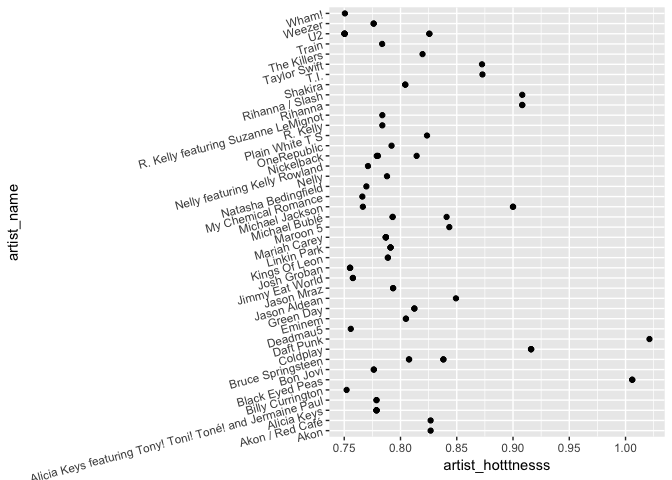 Wham!
Weezer
U2
Train
The Killers
Taylor Swift
T.I.
Shakira
Rihanna / Slash
Rihanna
R. Kelly featuring Suzanne LeMignot
R. Kelly
Plain White T'S
OneRepublic
Nickelback
Nelly featuring Kelly Rowland
Nelly
Natasha Bedingfield
My Chemical Romance
Michael Jackson
Michael Bublé
Maroon 5
Mariah Carey
Linkin Park
Kings Of Leon
Josh Groban
Jimmy Eat World
Jason Mraz
Jason Aldean
Green Day
Eminem
Deadmau5
Daft Punk
Coldplay
Bruce Springsteen
Bon Jovi
Black Eyed Peas
Billy Currington
Alicia Keys featuring Tony! Toni! Toné! and Jermaine Paul
Alicia Keys
Akon / Red Café
Akon
artist_name
0.75 0.80 0.85 0.90 0.95 1.00
artist_hotttnesss